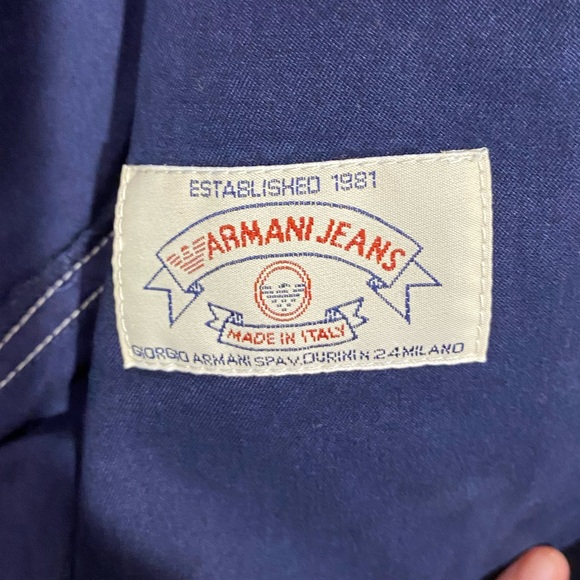 ESTABLISHED 1981
ARMANI JEANS
MADE IN ITALY
GIORGIO ARMANI SPA V. DURINI N 24 MILANO